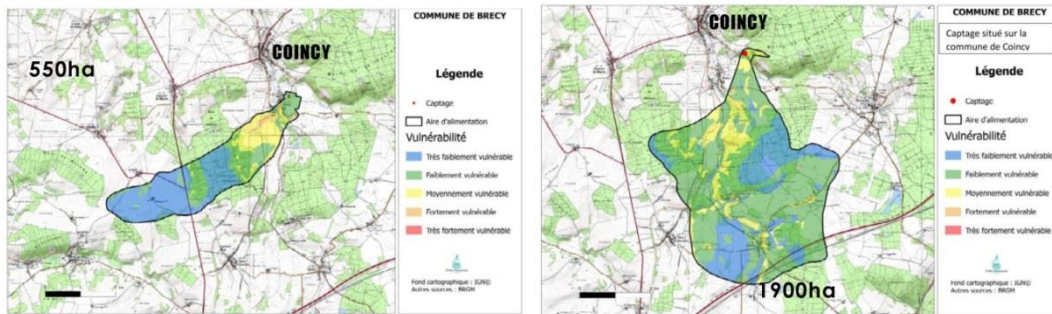 COINCY
550ha
COMMUNE DE BRECY
Légende
Captage
Aire d'alimentation
Vulnérabilité
Très faiblement vulnérable
Faiblement vulnérable
Moyennement vulnérable
Fortement vulnérable
Très fortement vulnérable
Fond cartographique : IGN©
Autres sources : BRGM
COINCY
1900ha
COMMUNE DE BRECY
Captage situé sur la
commune de Coincy
Légende
Captage
Aire d'alimentation
Vulnérabilité
Très faiblement vulnérable
Faiblement vulnérable
Moyennement vulnérable
Fortement vulnérable
Très fortement vulnérable
Fond cartographique : IGN©
Autres sources : BRGM